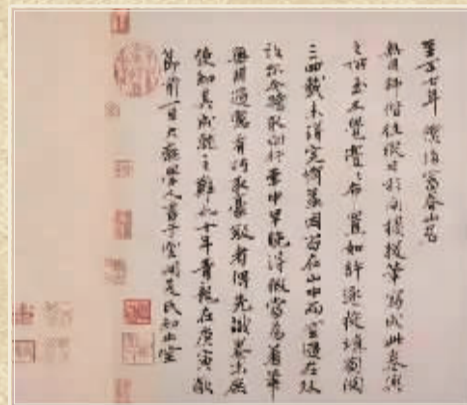 至正七年僕歸富春山居
無用師偕往暇日於南樓援筆寫成此卷興
之所至不覺亹々布置如許逐旋填劄閱
三四載未得完備蓋因留在山中而雲遊在外
故爾今特取回行李中早晚得暇當為著筆
無用過慮有巧取豪敚者俾先識卷末庶
使知其成就之難也十年青龍在庚寅歜
節前一日大癡學人書于雲間夏氏知止堂